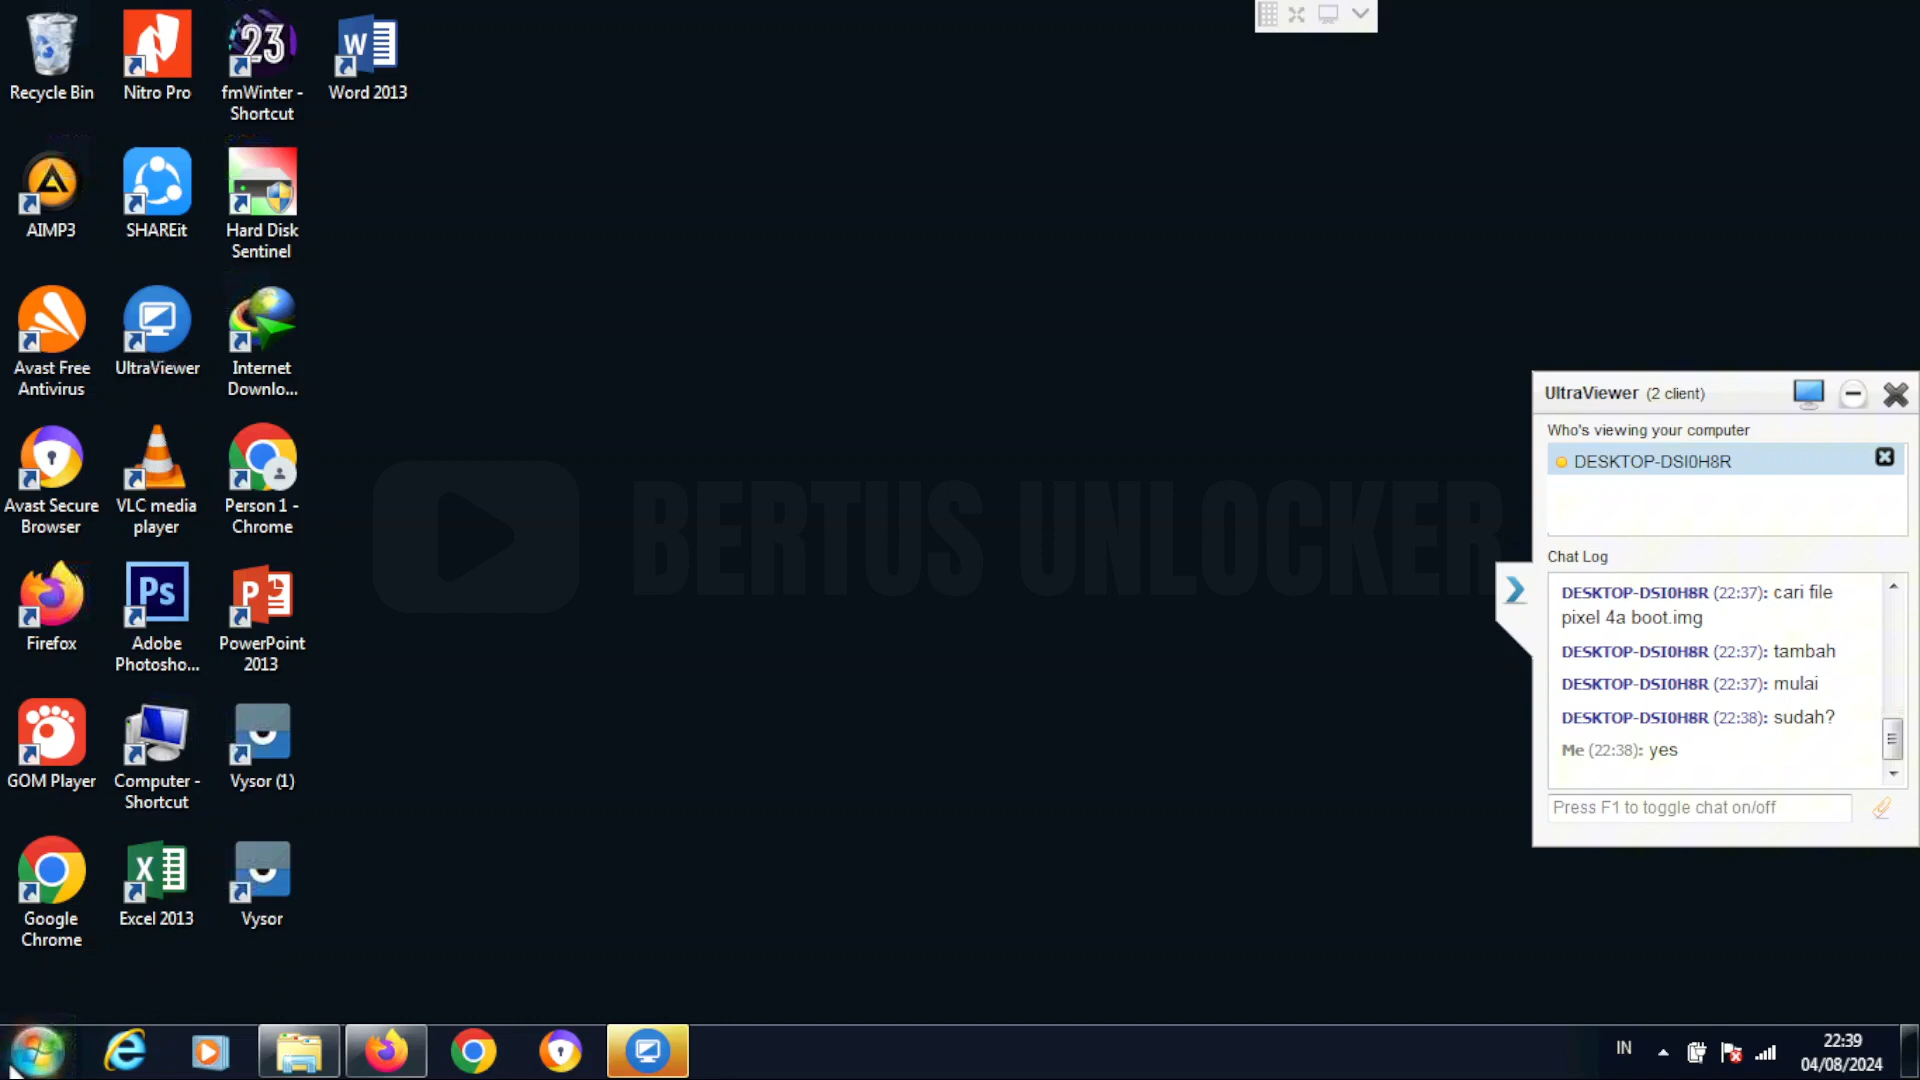 Recycle Bin
Nitro Pro
23
fmWinter -
Shortcut
W
Word 2013
AIMP3
SHAREit
Hard Disk
Sentinel
Avast Free
Antivirus
UltraViewer
Internet
Downlo...
Avast Secure
Browser
VLC media
player
Person 1 -
Chrome
Firefox
Ps
Adobe
Photosho...
P
PowerPoint
2013
GOM Player
Computer -
Shortcut
Vysor (1)
Google
Chrome
X
Excel 2013
Vysor
BERTUS UNLOCKER
UltraViewer (2 client)
Who's viewing your computer
DESKTOP-DSI0H8R
Chat Log
DESKTOP-DSI0H8R (22:37): cari file
pixel 4a boot.img
DESKTOP-DSI0H8R (22:37): tambah
DESKTOP-DSI0H8R (22:37): mulai
DESKTOP-DSI0H8R (22:38): sudah?
Me (22:38): yes
Press F1 to toggle chat on/off
IN
22:39
04/08/2024